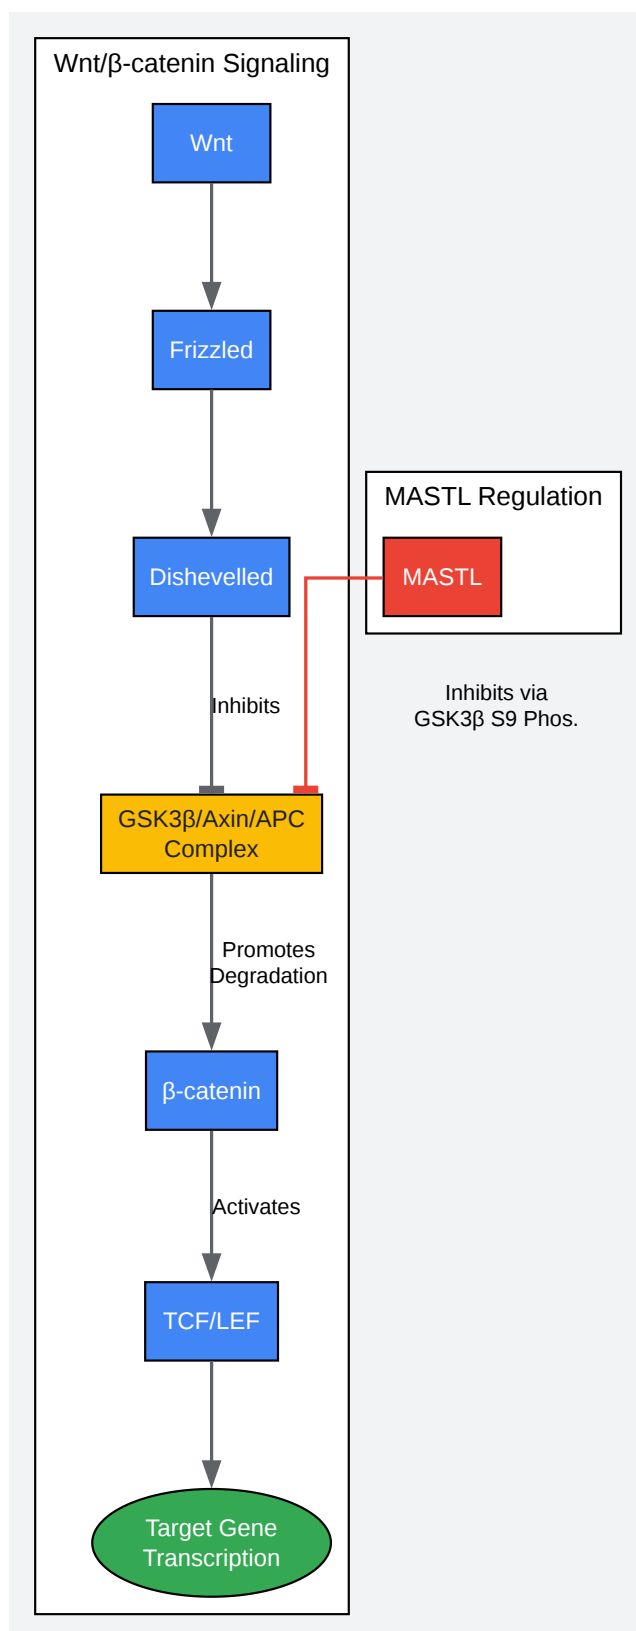 Wnt/β-catenin Signaling
Wnt
Frizzled
MASTL Regulation
Dishevelled
MASTL
Inhibits
Inhibits via
GSK3β S9 Phos.
GSK3β/Axin/APC
Complex
Promotes
Degradation
β-catenin
Activates
TCF/LEF
Target Gene
Transcription